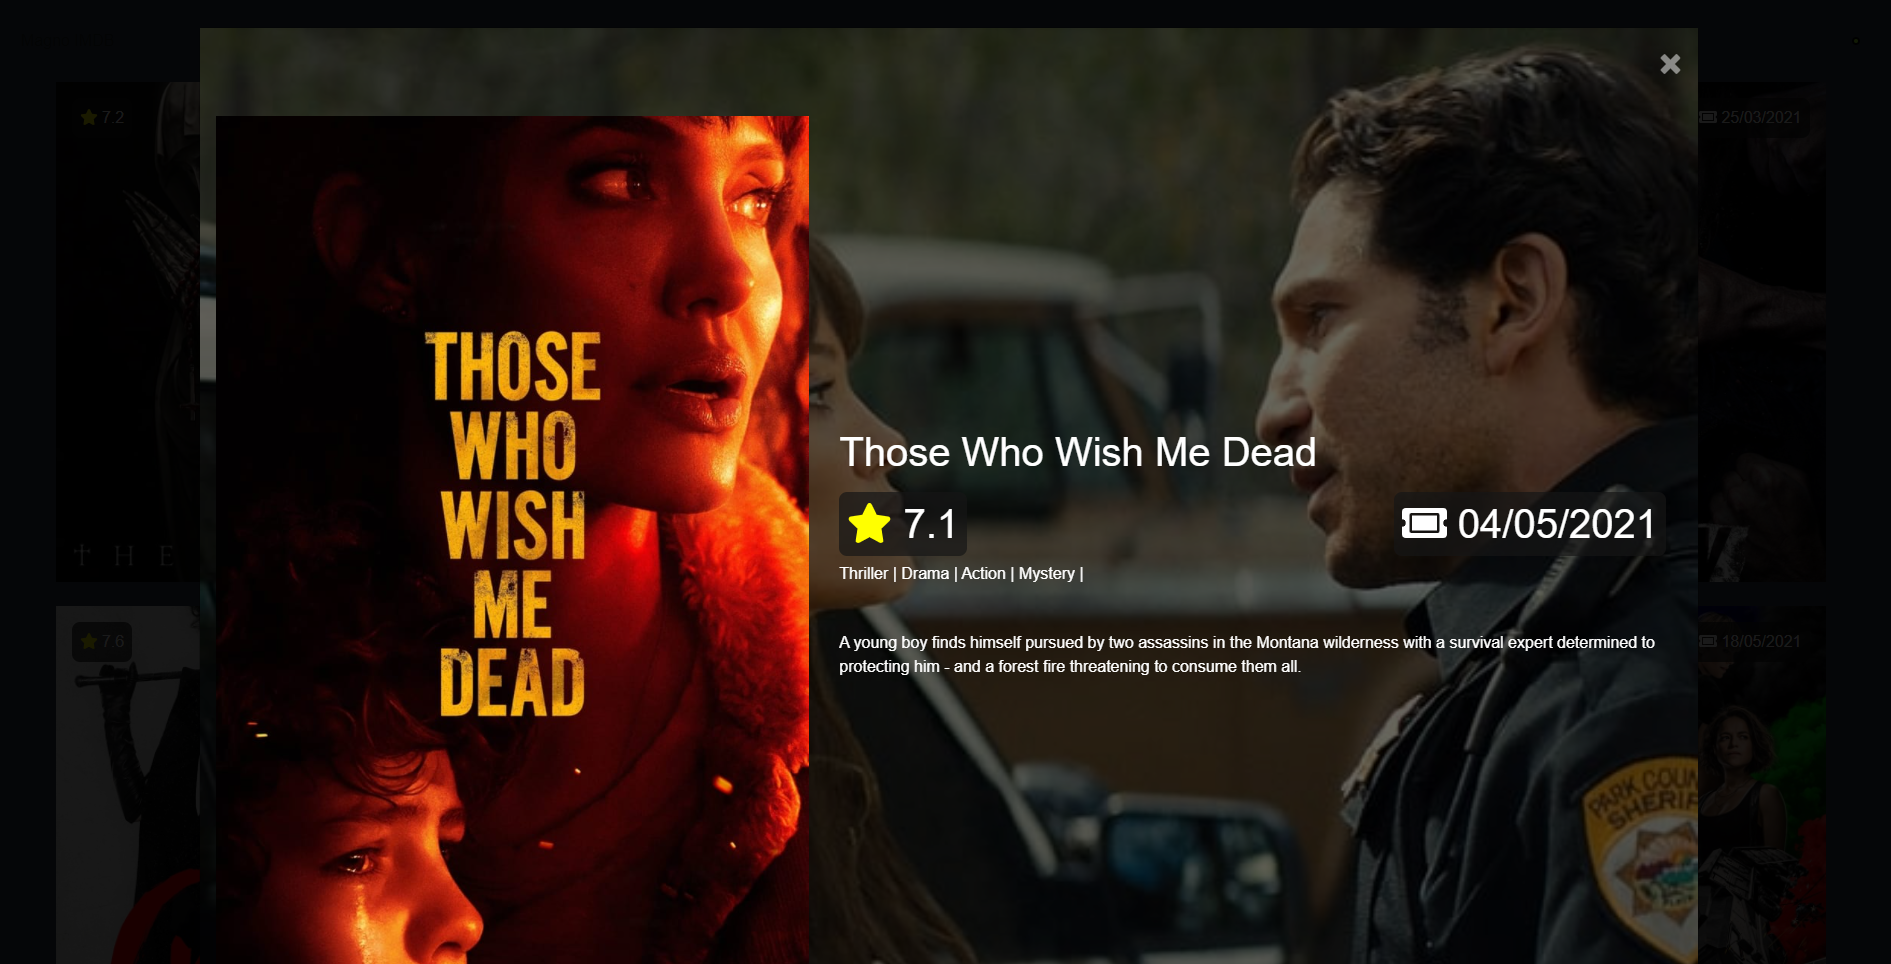 7.2
25/03/2021
THOSE
WHO
WISH
ME
DEAD
Those Who Wish Me Dead
7.1
04/05/2021
Thriller | Drama | Action | Mystery |
A young boy finds himself pursued by two assassins in the Montana wilderness with a survival expert determined to
protecting him - and a forest fire threatening to consume them all.
T H E
7.6
18/05/2021
PARK COUN
SHERIF